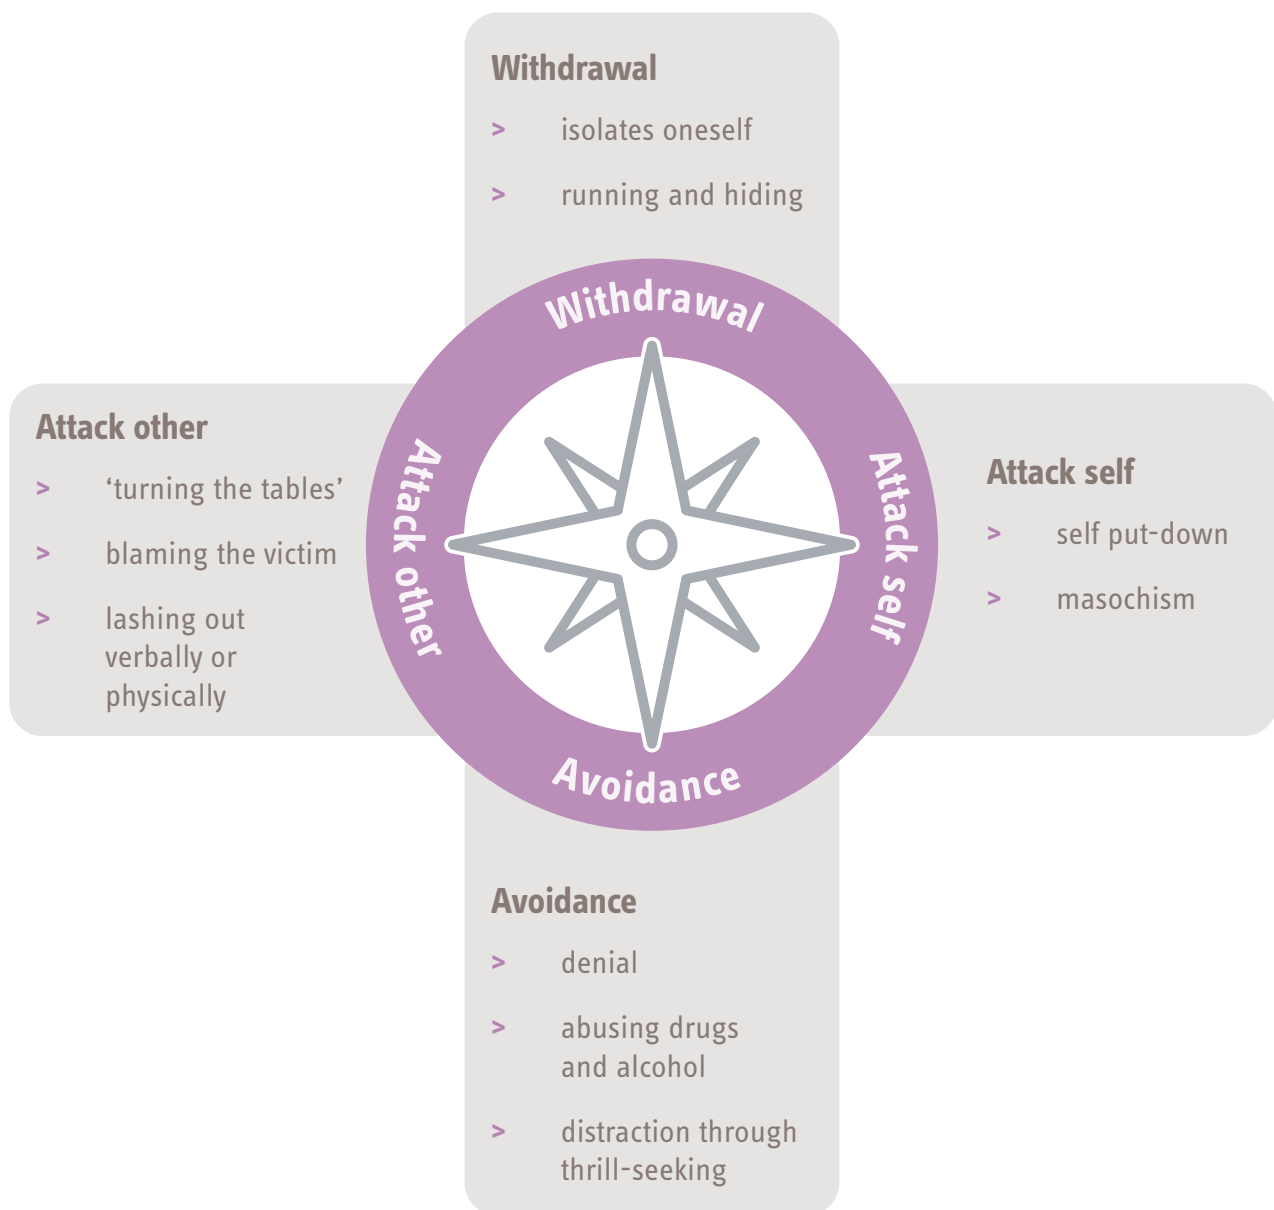 Withdrawal
> isolates oneself
> running and hiding
Withdrawal
Attack other
> ‘turning the tables’
> blaming the victim
> lashing out
verbally or
physically
Attack other
Attack self
Attack self
> self put-down
> masochism
Avoidance
Avoidance
> denial
> abusing drugs
and alcohol
> distraction through
thrill-seeking